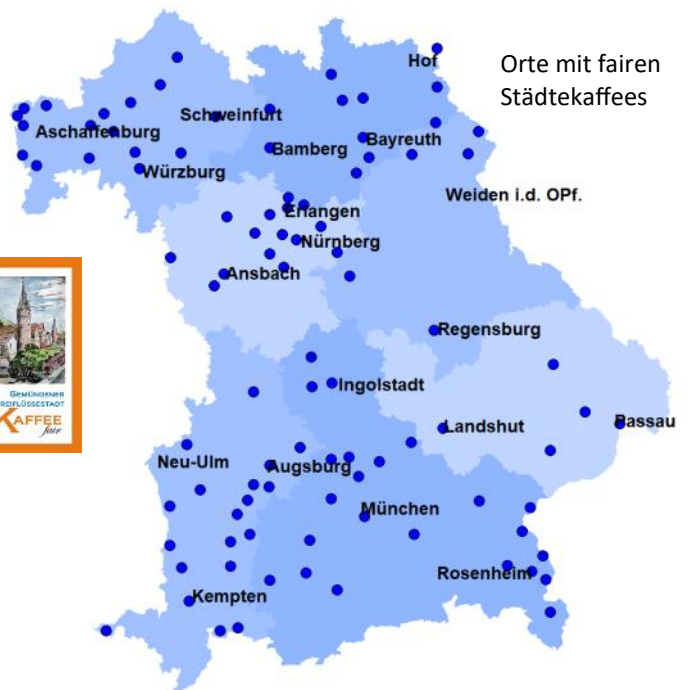 Orte mit fairen
Städtekaffees
Hof
Schweinfurt
Aschaffenburg
Bayreuth
Bamberg
Würzburg
Weiden i.d. OPf.
Erlangen
Nürnberg
Ansbach
GEMÜNDENER
KAFFEE
fair
Regensburg
Ingolstadt
Landshut
Passau
Neu-Ulm
Augsburg
München
Rosenheim
Kempten